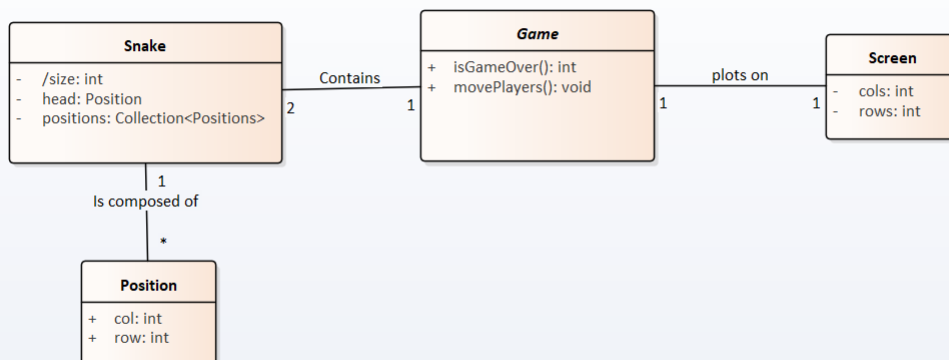 Snake
- /size: int
- head: Position
- positions: Collection<Positions>
Contains
2
1
Game
+ isGameOver(): int
+ movePlayers(): void
plots on
1
1
Screen
- cols: int
- rows: int
1
Is composed of
*
Position
+ col: int
+ row: int